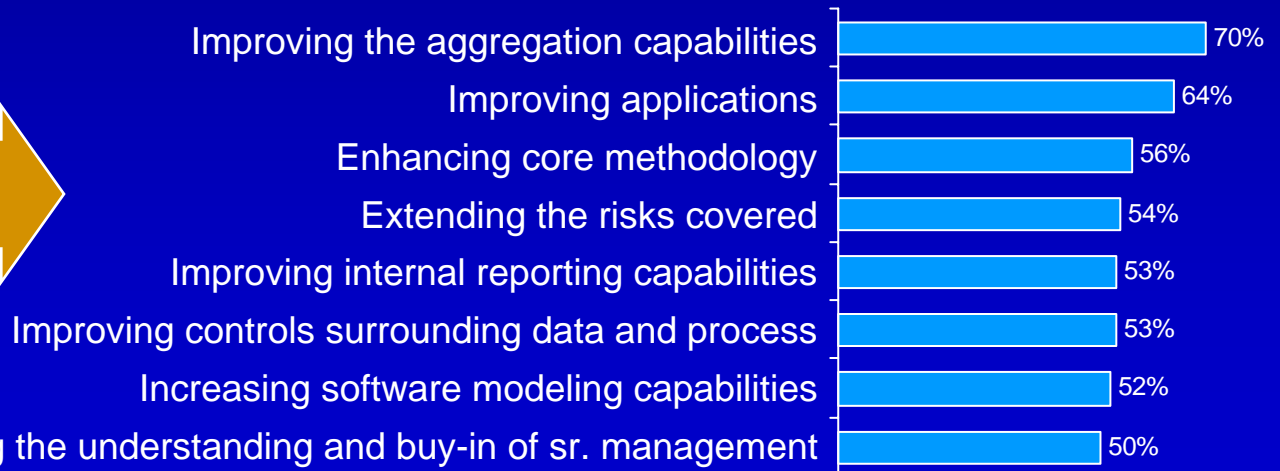 Improving the aggregation capabilities 70%
Improving applications 64%
Enhancing core methodology 56%
Extending the risks covered 54%
Improving internal reporting capabilities 53%
Improving controls surrounding data and process 53%
Increasing software modeling capabilities 52%
the understanding and buy-in of sr. management 50%